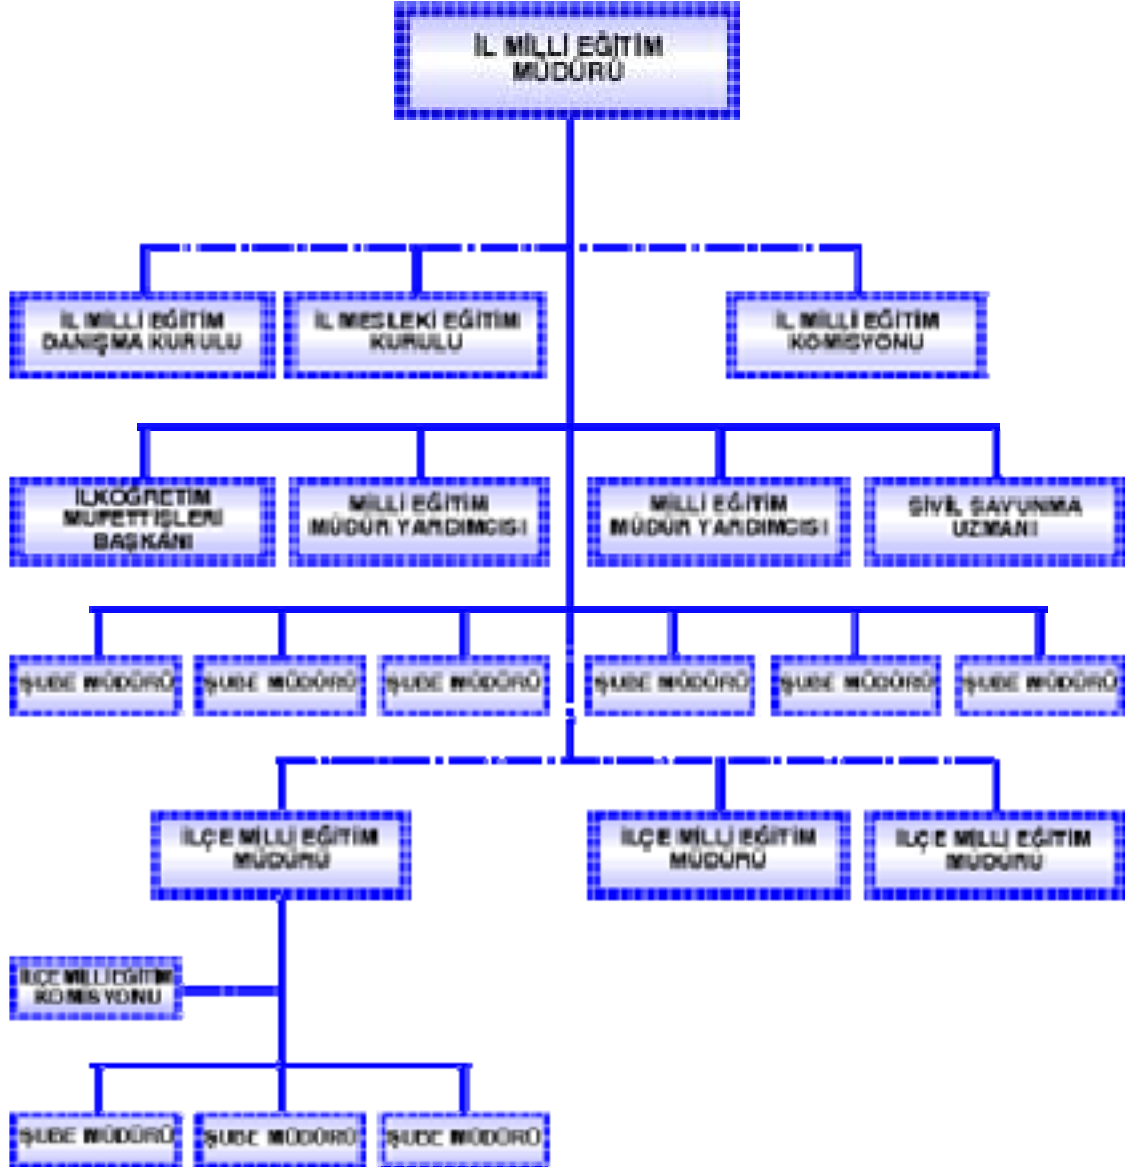 İL MİLLİ EĞİTİM
MÜDÜRÜ
İL MİLLİ EĞİTİM
DANIŞMA KURULU
İL MESLEKİ EĞİTİM
KURULU
İL MİLLİ EĞİTİM
KOMİSYONU
İLKÖĞRETİM
MÜFETTİŞLERİ
BAŞKANI
MİLLİ EĞİTİM
MÜDÜR YARDIMCISI
MİLLİ EĞİTİM
MÜDÜR YARDIMCISI
SİVİL SAVUNMA
UZMANI
ŞUBE MÜDÜRÜ
ŞUBE MÜDÜRÜ
ŞUBE MÜDÜRÜ
ŞUBE MÜDÜRÜ
ŞUBE MÜDÜRÜ
ŞUBE MÜDÜRÜ
İLÇE MİLLİ EĞİTİM
MÜDÜRÜ
İLÇE MİLLİ EĞİTİM
MÜDÜRÜ
İLÇE MİLLİ EĞİTİM
MÜDÜRÜ
İLÇE MİLLİ EĞİTİM
KOMİSYONU
ŞUBE MÜDÜRÜ
ŞUBE MÜDÜRÜ
ŞUBE MÜDÜRÜ